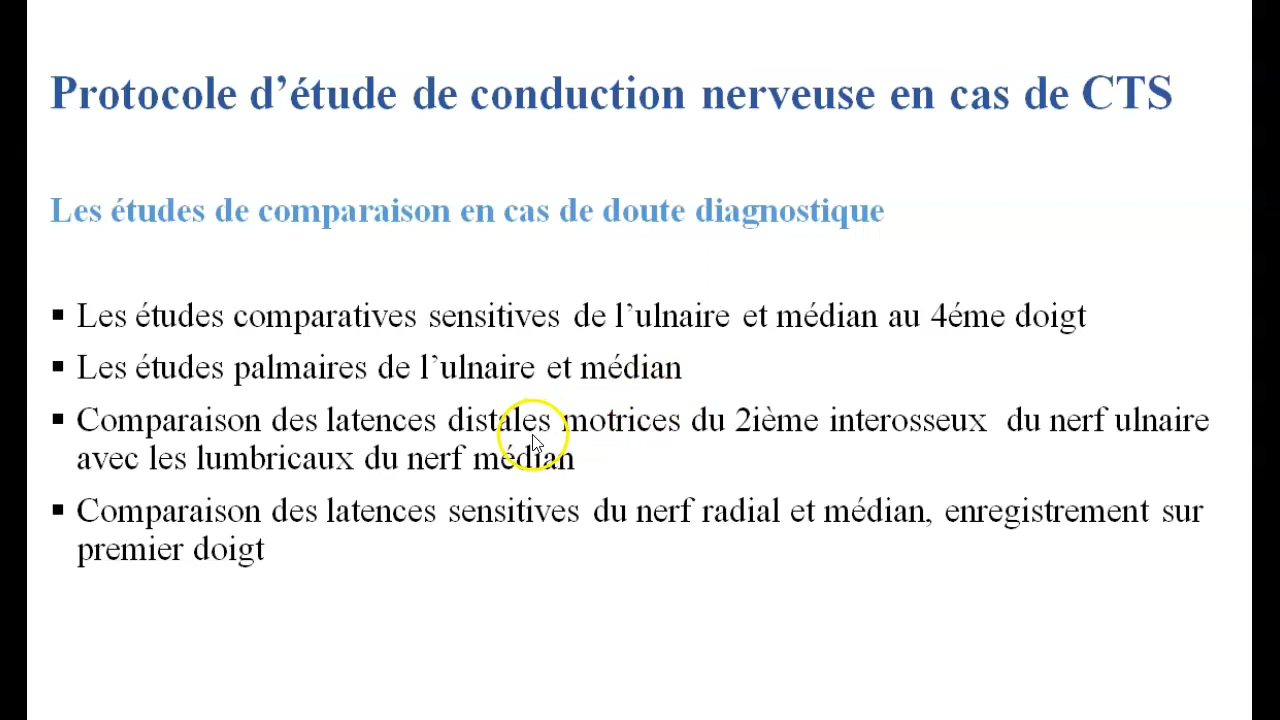 Protocole d’étude de conduction nerveuse en cas de CTS
Les études de comparaison en cas de doute diagnostique
▪ Les études comparatives sensitives de l’ulnaire et médian au 4éme doigt
▪ Les études palmaires de l’ulnaire et médian
▪ Comparaison des latences distales motrices du 2ième interosseux du nerf ulnaire
avec les lumbricaux du nerf médian
▪ Comparaison des latences sensitives du nerf radial et médian, enregistrement sur
premier doigt